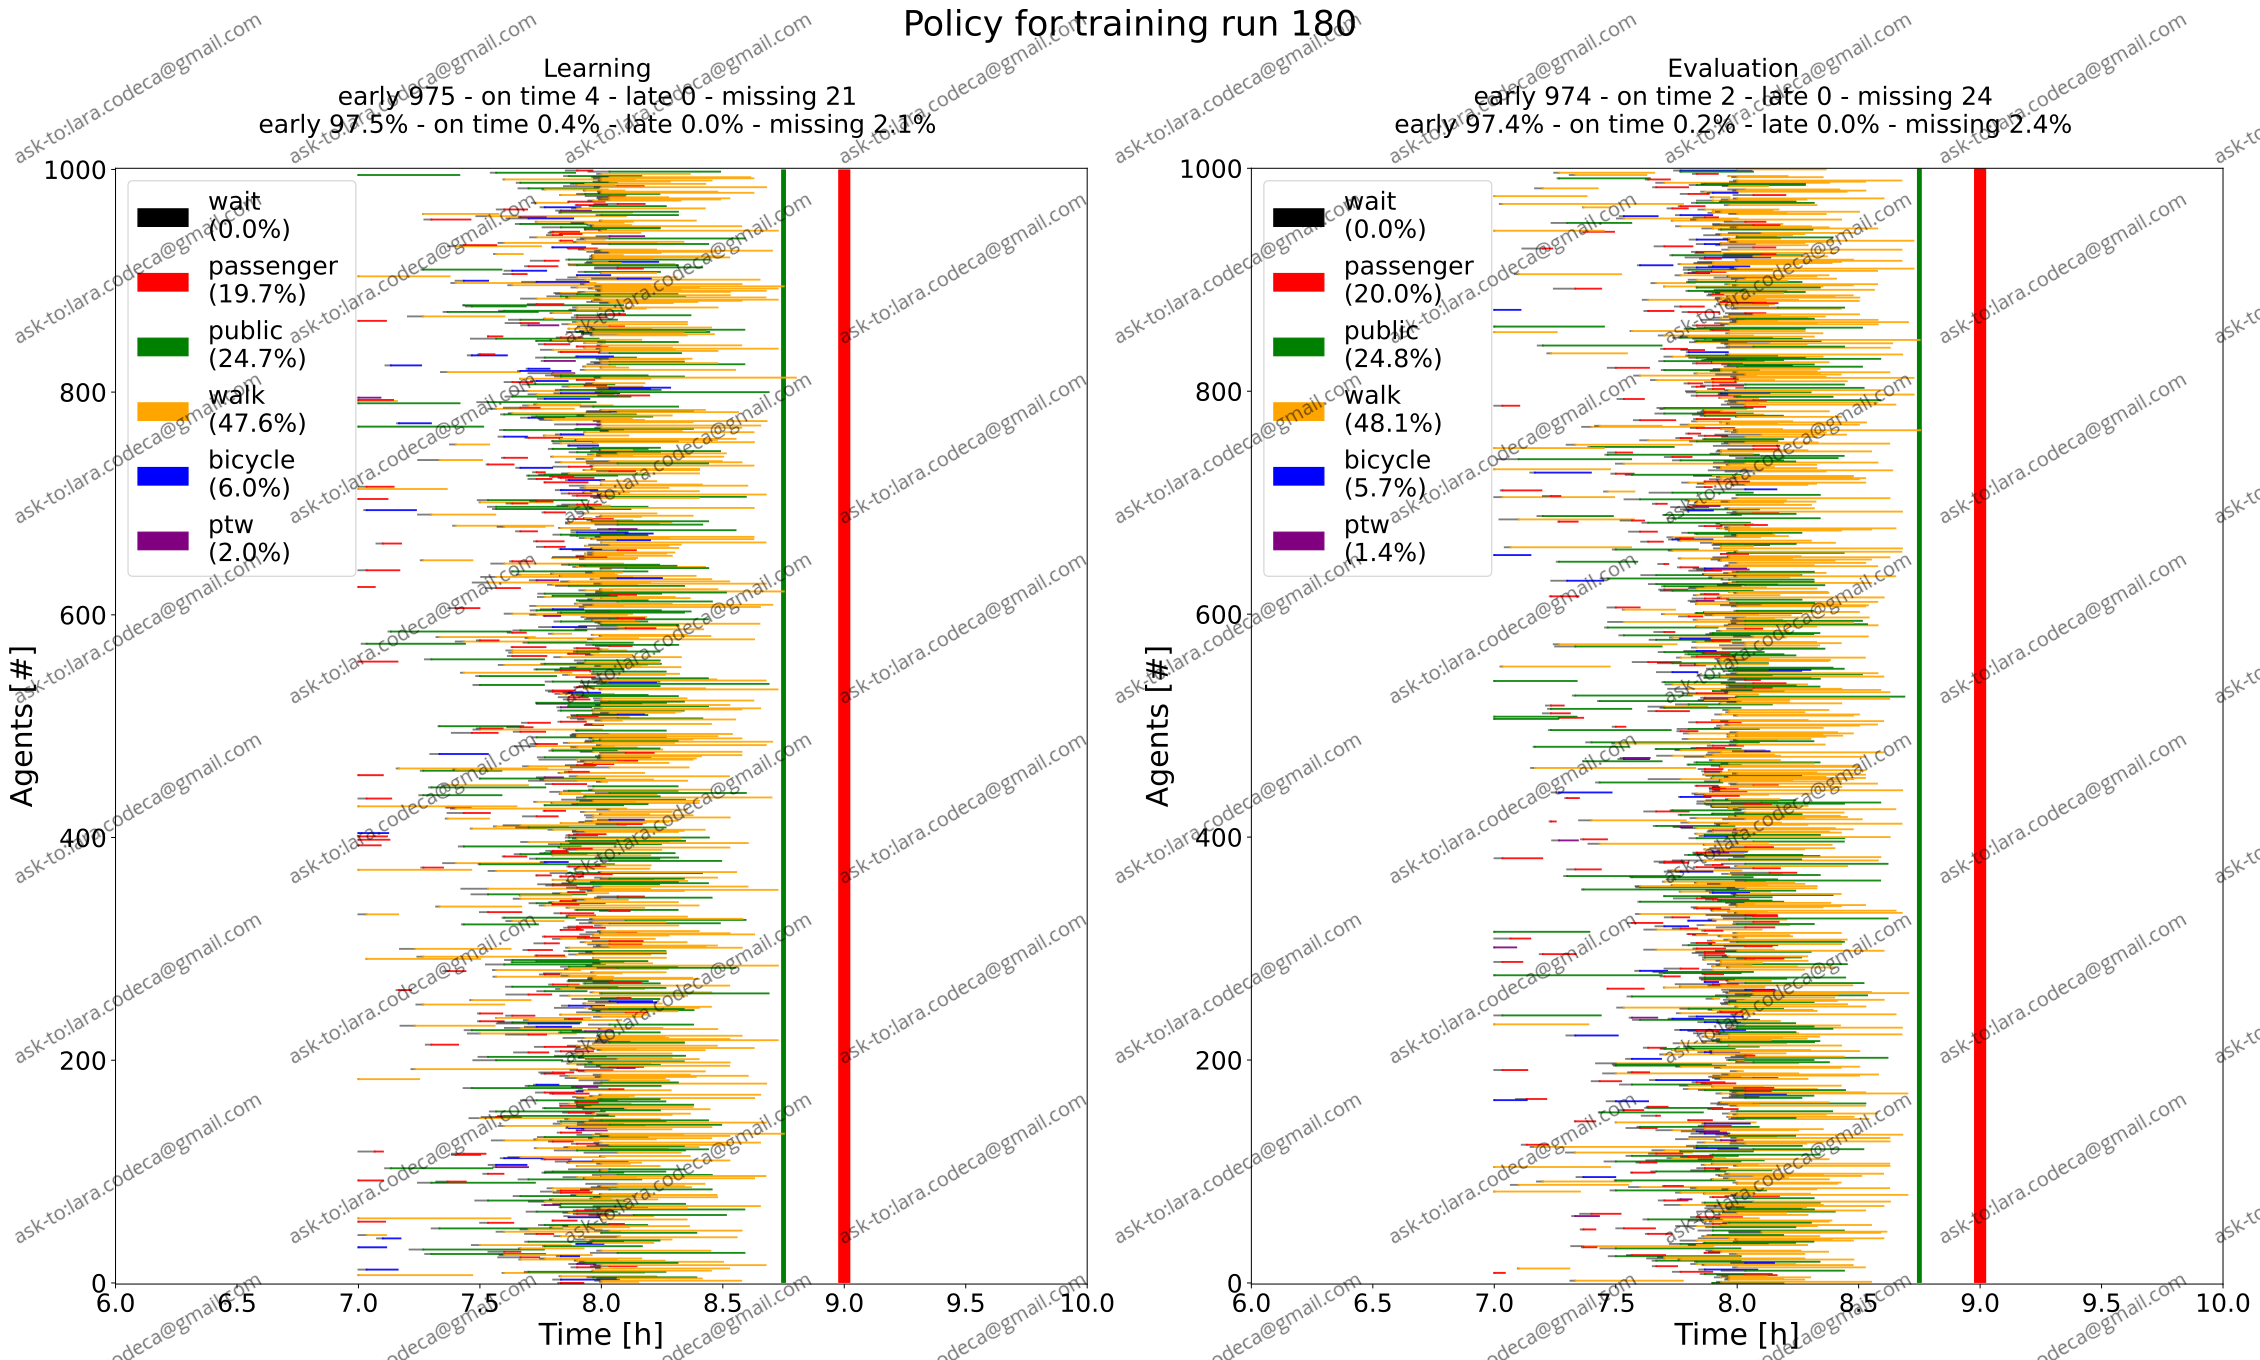 Policy for training run 180
Learning
early 975 - on time 4 - late 0 - missing 21
early 97.5% - on time 0.4% - late 0.0% - missing 2.1%
1000
800
600
400
200
0
Agents [#]
wait
(0.0%)
passenger
(19.7%)
public
(24.7%)
walk
(47.6%)
bicycle
(6.0%)
ptw
(2.0%)
6.0 6.5 7.0 7.5 8.0 8.5 9.0 9.5 10.0
Time [h]
Evaluation
early 974 - on time 2 - late 0 - missing 24
early 97.4% - on time 0.2% - late 0.0% - missing 2.4%
1000
800
600
400
200
0
Agents [#]
wait
(0.0%)
passenger
(20.0%)
public
(24.8%)
walk
(48.1%)
bicycle
(5.7%)
ptw
(1.4%)
6.0 6.5 7.0 7.5 8.0 8.5 9.0 9.5 10.0
Time [h]
ask-to:lara.codeca@gmail.com